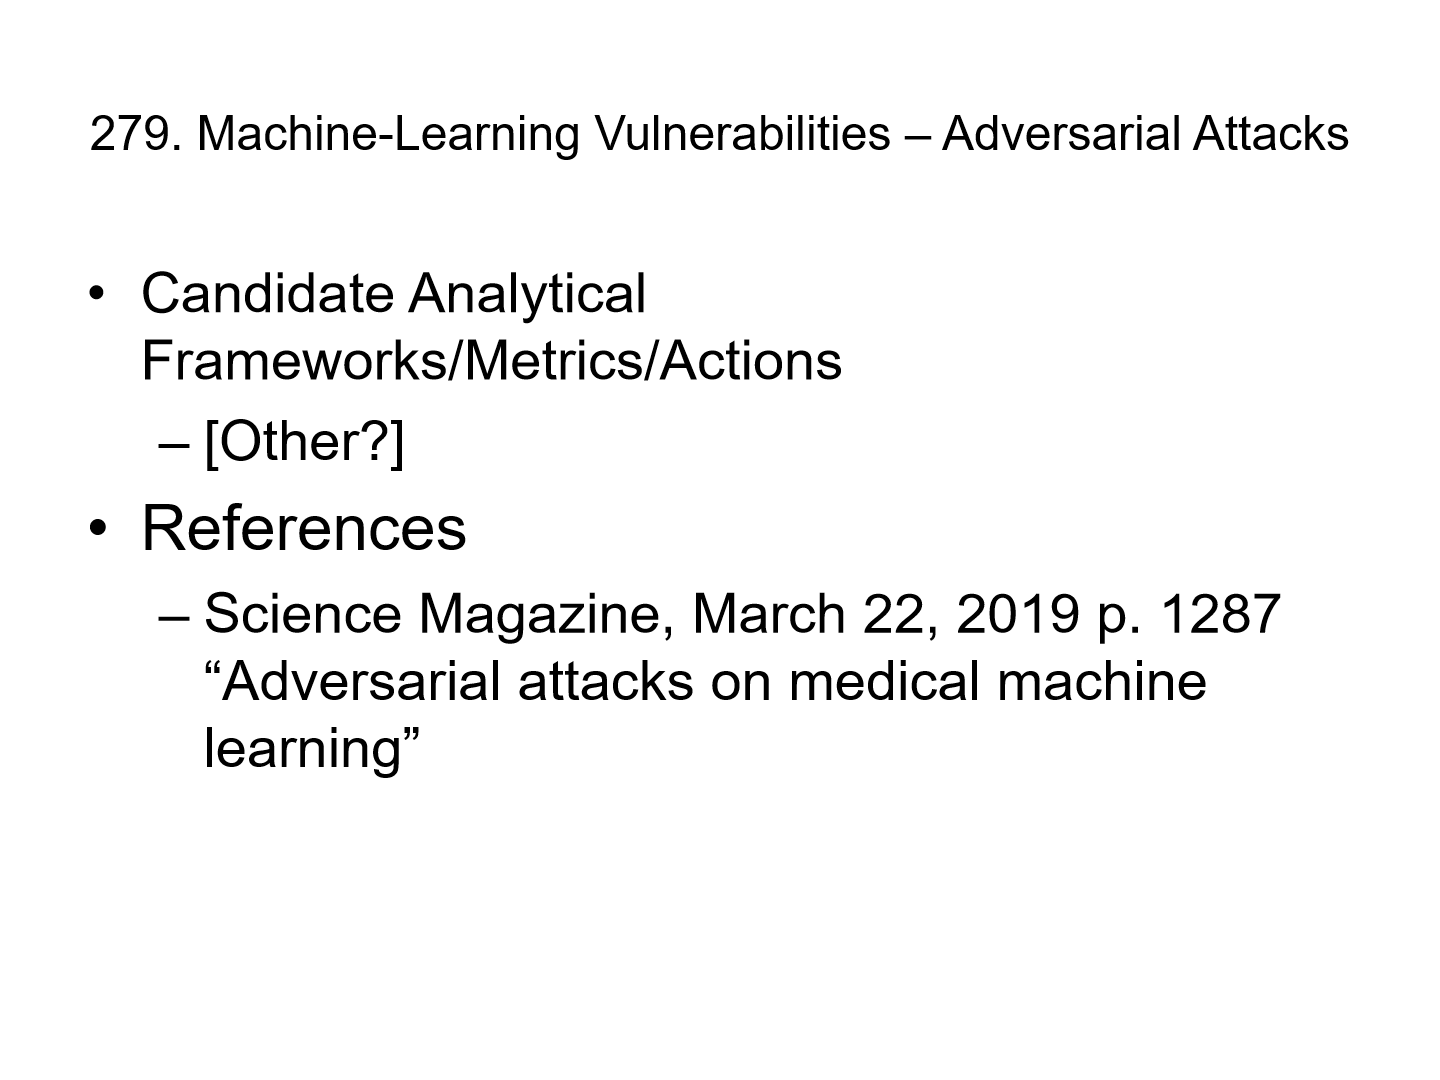 279. Machine-Learning Vulnerabilities – Adversarial Attacks
• Candidate Analytical
Frameworks/Metrics/Actions
– [Other?]
• References
– Science Magazine, March 22, 2019 p. 1287
“Adversarial attacks on medical machine
learning”